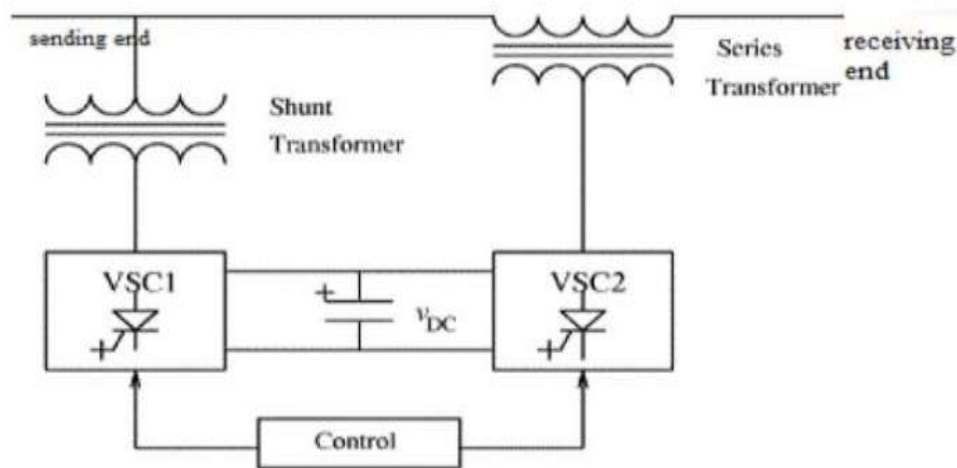 sending end
receiving
end
Series
Transformer
Shunt
Transformer
VSC1
VSC2
+
vDC
Control